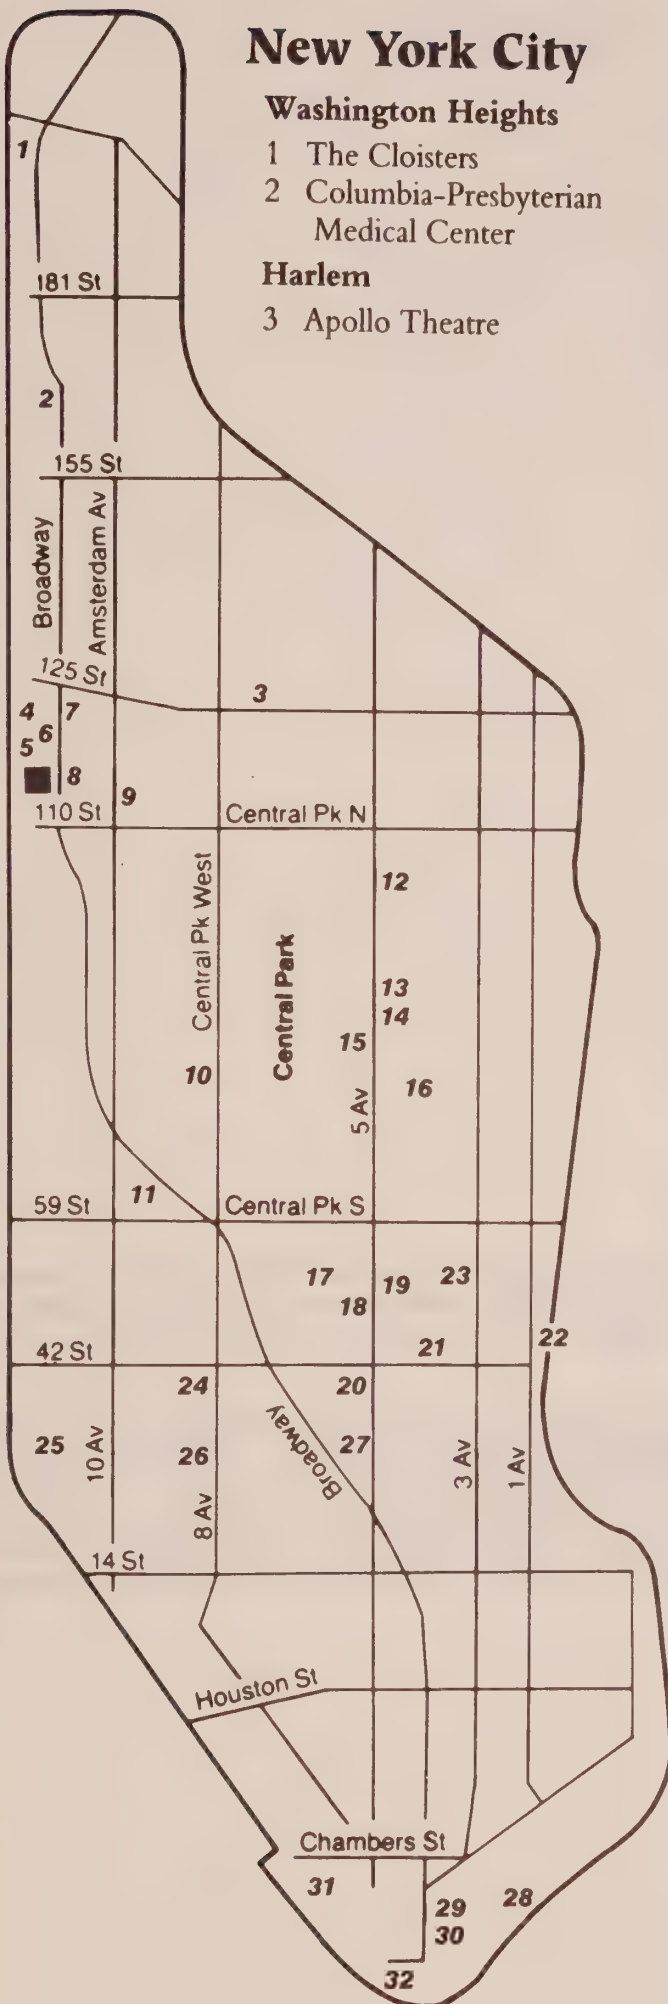 New York City
Washington Heights
1 The Cloisters
2 Columbia-Presbyterian
Medical Center
Harlem
3 Apollo Theatre
1
181 St
2
155 St
Broadway
Amsterdam Av
125 St
3
4
7
6
5
8
9
110 St
Central Pk N
12
Central Pk West
Central Park
13
14
15
10
16
5 Av
11
59 St
Central Pk S
17
19
23
18
22
42 St
21
24
20
Broadway
25
10 Av
26
27
3 Av
1 Av
8 Av
14 St
Houston St
Chambers St
31
28
29
30
32